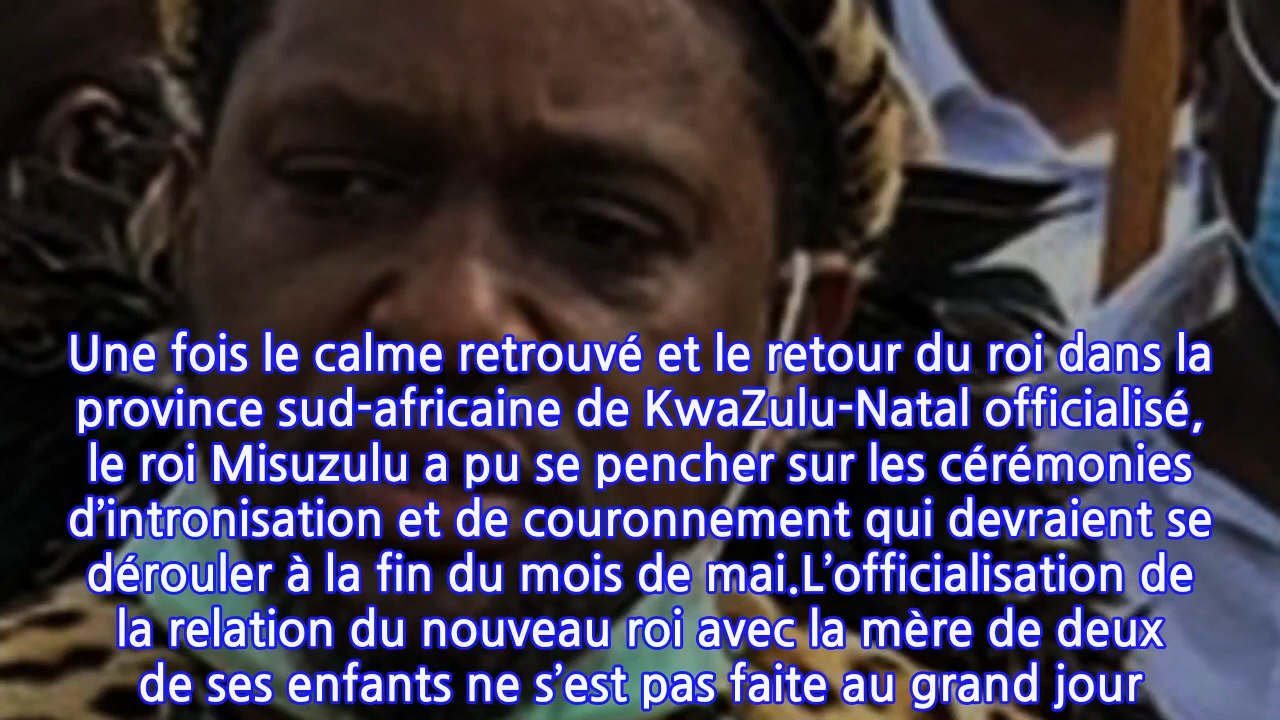 Une fois le calme retrouvé et le retour du roi dans la
province sud-africaine de KwaZulu-Natal officialisé,
le roi Misuzulu a pu se pencher sur les cérémonies
d’intronisation et de couronnement qui devraient se
dérouler à la fin du mois de mai.L’officialisation de
la relation du nouveau roi avec la mère de deux
de ses enfants ne s’est pas faite au grand jour